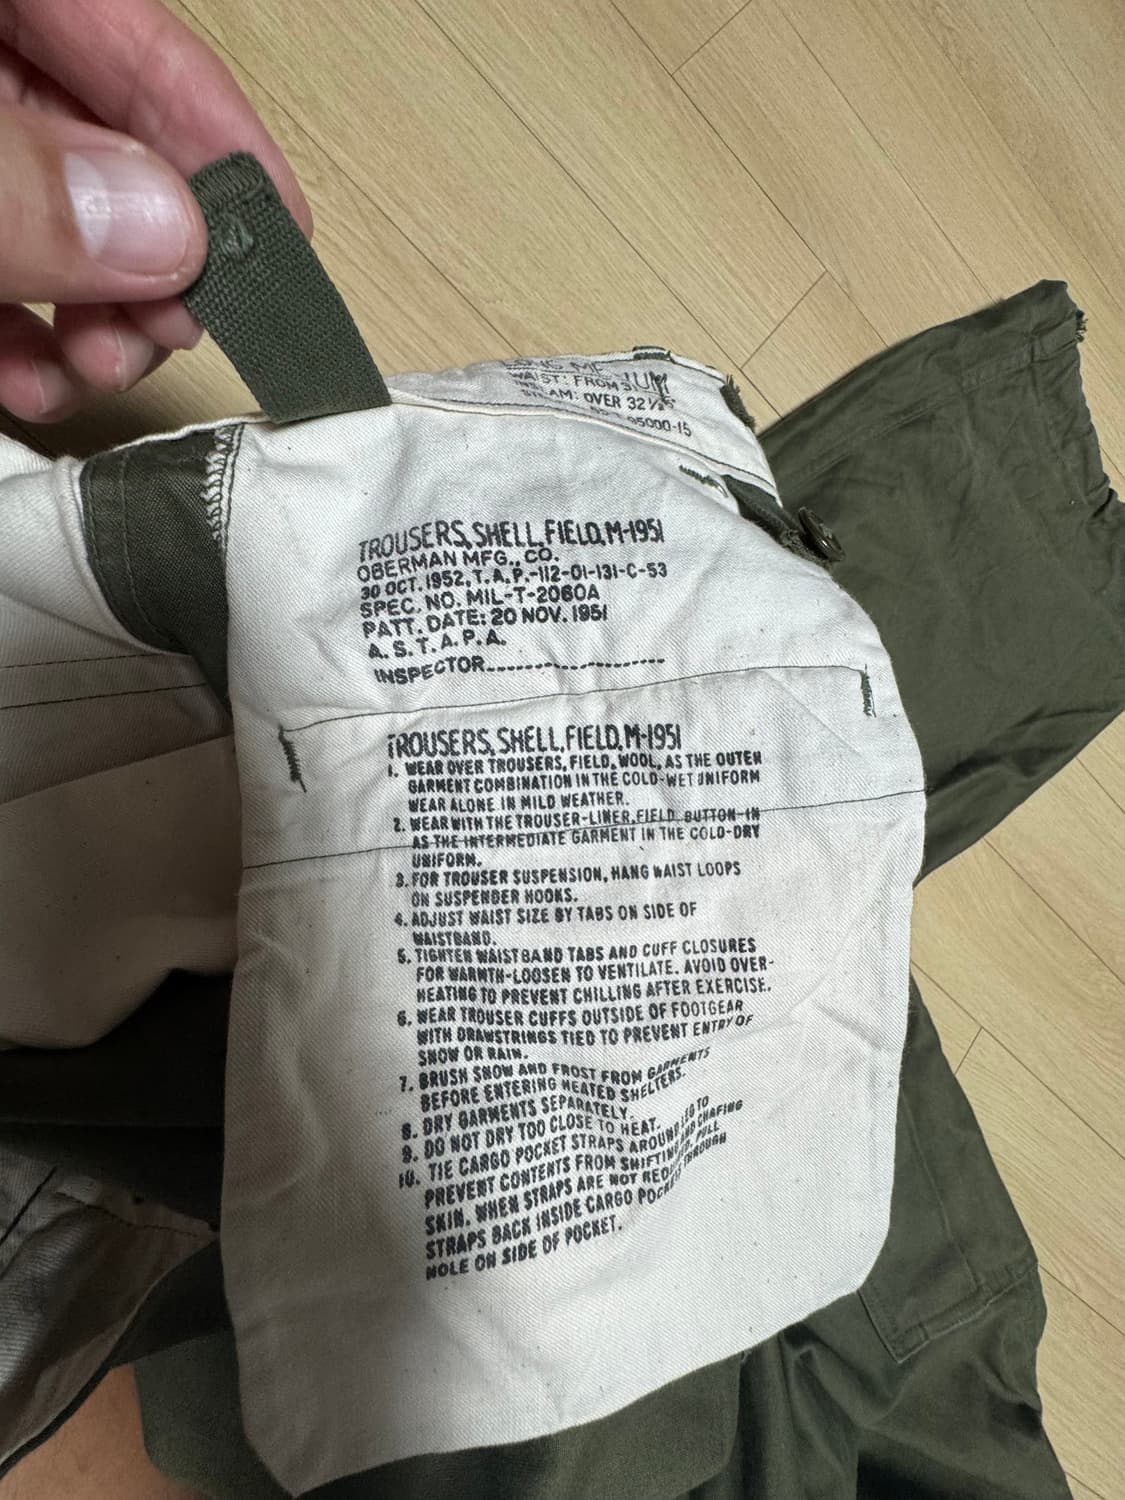 LONG MEDIUM
WAIST: FROM 31
OVER 32½
95000-15
TROUSERS, SHELL, FIELD, M-1951
OBERMAN MFG., CO.
30 OCT. 1952, T. A. P.-112-01-131-C-53
SPEC. NO. MIL-T-2060A
PATT. DATE: 20 NOV. 1951
A. S. T. A. P. A.
INSPECTOR
TROUSERS, SHELL, FIELD, M-1951
1. WEAR OVER TROUSERS, FIELD, WOOL, AS THE OUTER
GARMENT COMBINATION IN THE COLD-WET UNIFORM
WEAR ALONE IN MILD WEATHER.
2. WEAR WITH THE TROUSER-LINER, FIELD, BUTTON-IN
AS THE INTERMEDIATE GARMENT IN THE COLD-DRY
UNIFORM.
3. FOR TROUSER SUSPENSION, HANG WAIST LOOPS
ON SUSPENDER HOOKS.
4. ADJUST WAIST SIZE BY TABS ON SIDE OF
WAISTBAND.
5. TIGHTEN WAISTBAND TABS AND CUFF CLOSURES
FOR WARMTH-LOOSEN TO VENTILATE. AVOID OVER-
HEATING TO PREVENT CHILLING AFTER EXERCISE.
6. WEAR TROUSER CUFFS OUTSIDE OF FOOTGEAR
WITH DRAWSTRINGS TIED TO PREVENT ENTRY OF
SNOW OR RAIN.
7. BRUSH SNOW AND FROST FROM GARMENTS
BEFORE ENTERING HEATED SHELTERS.
8. DRY GARMENTS SEPARATELY.
9. DO NOT DRY TOO CLOSE TO HEAT.
10. TIE CARGO POCKET STRAPS AROUND LEG TO
PREVENT CONTENTS FROM SHIFTING AND CHAFING
SKIN. WHEN STRAPS ARE NOT REQUIRED, PULL
STRAPS BACK INSIDE CARGO POCKET THROUGH
HOLE ON SIDE OF POCKET.